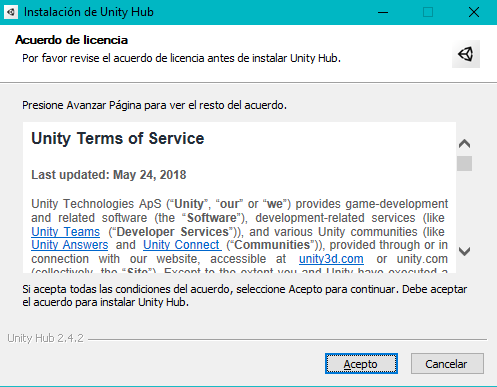 Instalación de Unity Hub
Acuerdo de licencia
Por favor revise el acuerdo de licencia antes de instalar Unity Hub.
Presione Avanzar Página para ver el resto del acuerdo.
Unity Terms of Service
Last updated: May 24, 2018
Unity Technologies ApS (“Unity”, “our” or “we”) provides game-development
and related software (the “Software”), development-related services (like
Unity Teams (“Developer Services”)), and various Unity communities (like
Unity Answers and Unity Connect (“Communities”)), provided through or in
connection with our website, accessible at unity3d.com or unity.com
(collectively, the “Site”). Except to the extent you and Unity have executed a
Si acepta todas las condiciones del acuerdo, seleccione Acepto para continuar. Debe aceptar
el acuerdo para instalar Unity Hub.
Unity Hub 2.4.2
Acepto
Cancelar